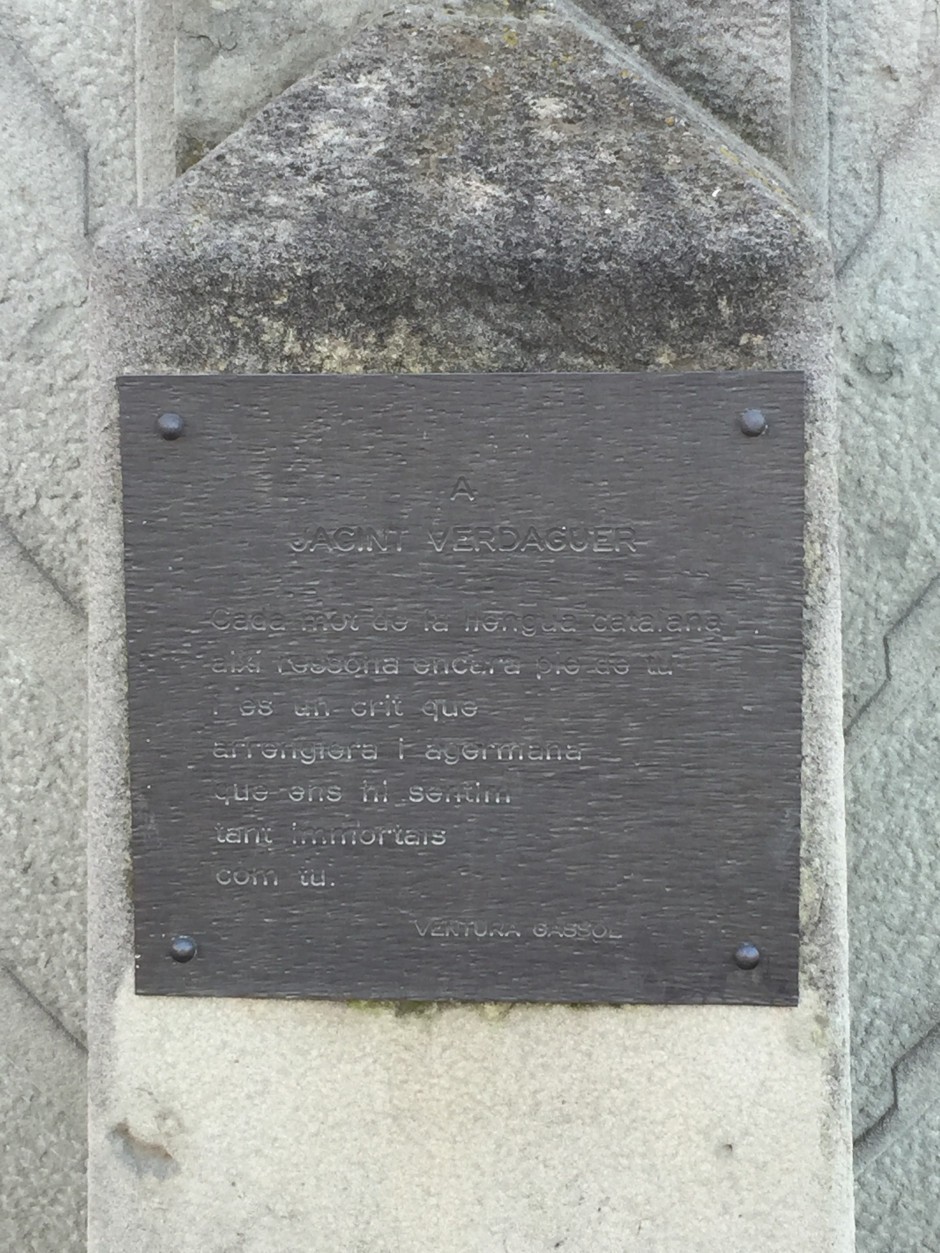 A
JACINT VERDAGUER
Cada mot de la llengua catalana
així ressona encara ple de tu
i és un crit que
arrenglera i agermana
que ens hi sentim
tant immortals
com tu.
VENTURA GASSOL